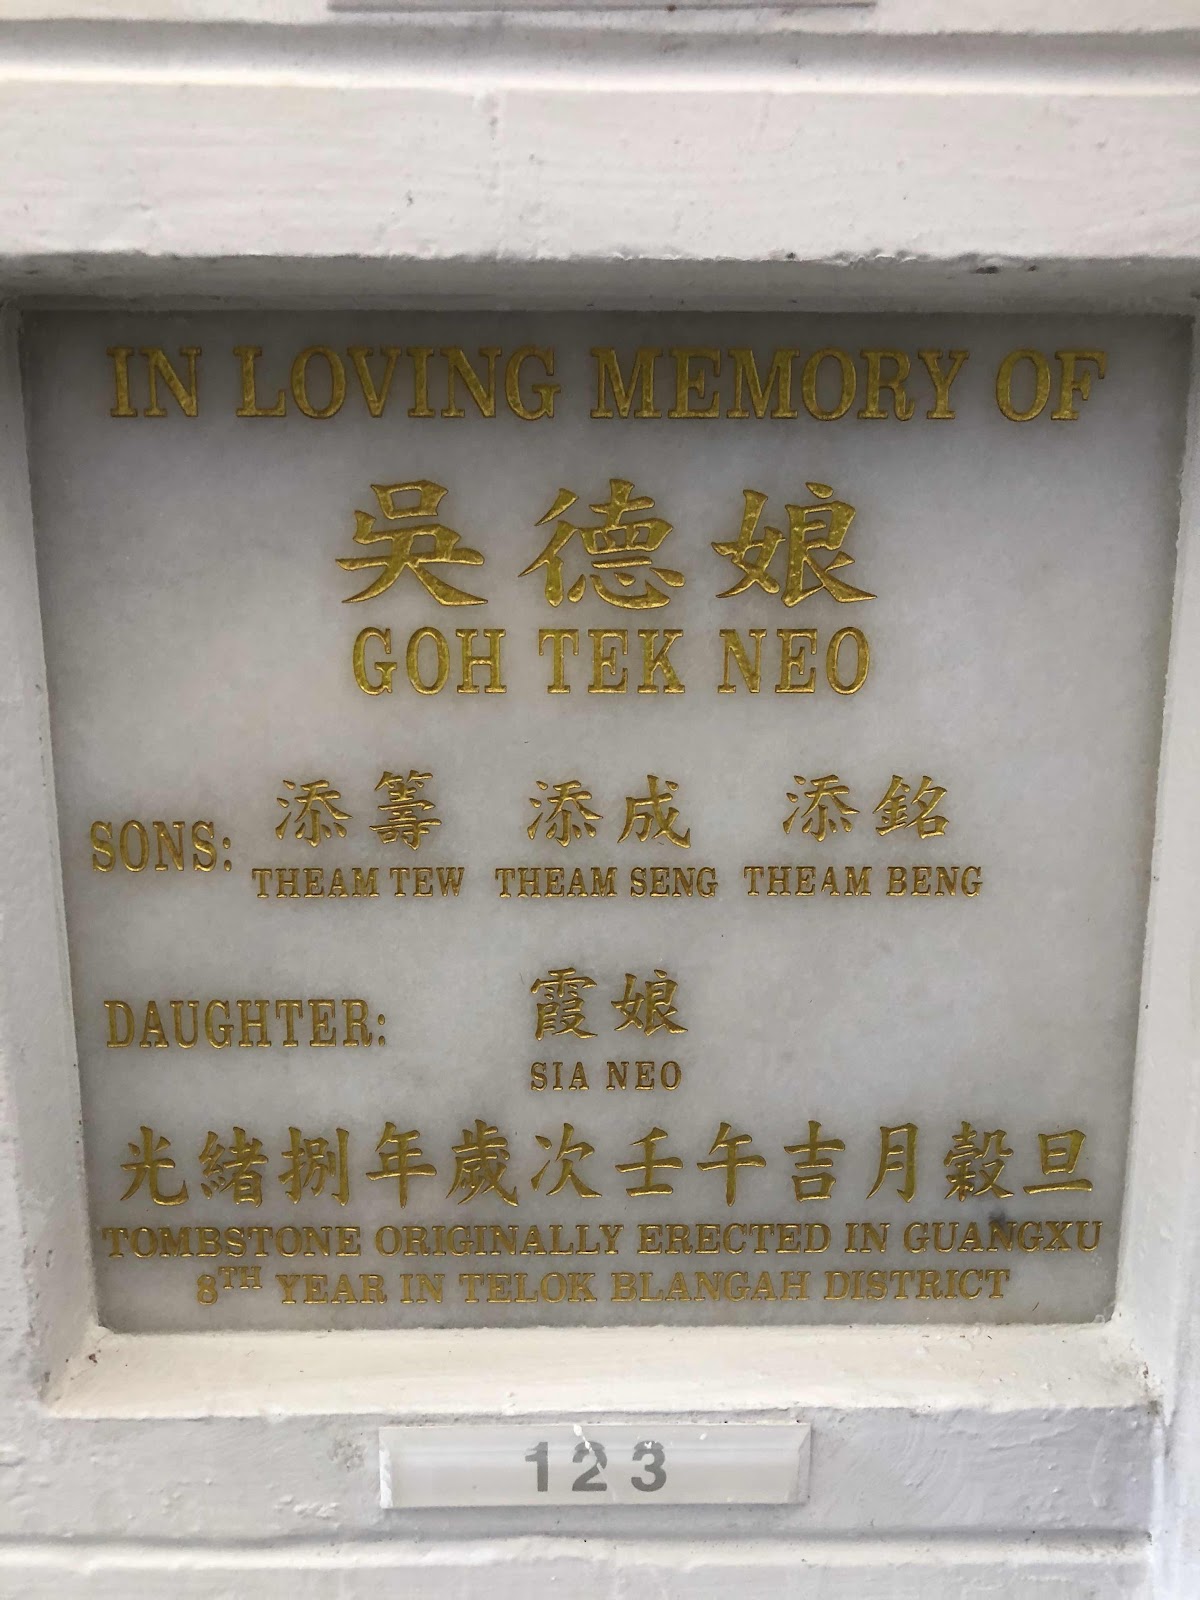 IN LOVING MEMORY OF
吳德娘
GOH TEK NEO
SONS: 添籌 添成 添銘
THEAM TEW THEAM SENG THEAM BENG
DAUGHTER: 霞娘
SIA NEO
光緒捌年歲次壬午吉月穀旦
TOMBSTONE ORIGINALLY ERECTED IN GUANGXU
8TH YEAR IN TELOK BLANGAH DISTRICT
123